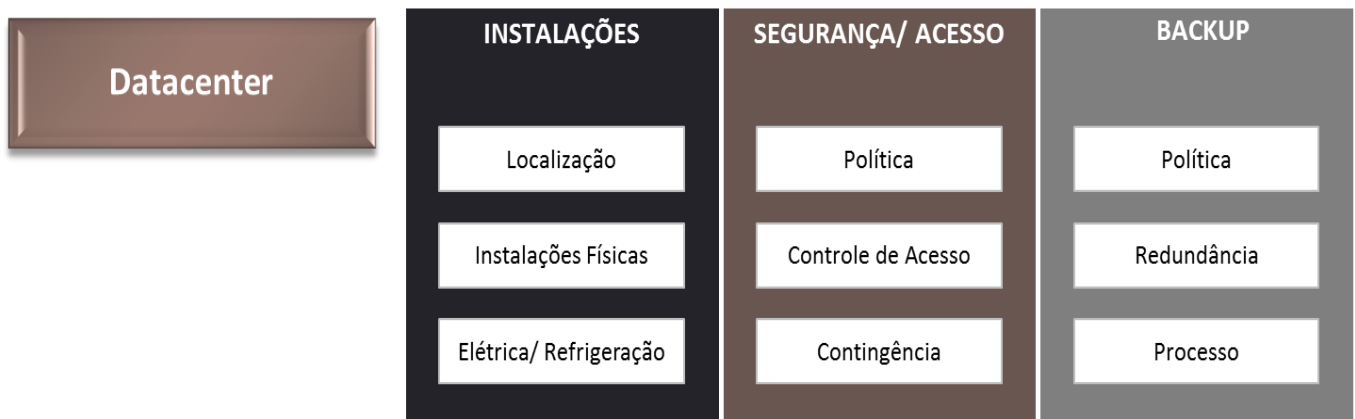 Datacenter
INSTALAÇÕES
Localização
Instalações Físicas
Elétrica/ Refrigeração
SEGURANÇA/ ACESSO
Política
Controle de Acesso
Contingência
BACKUP
Política
Redundância
Processo